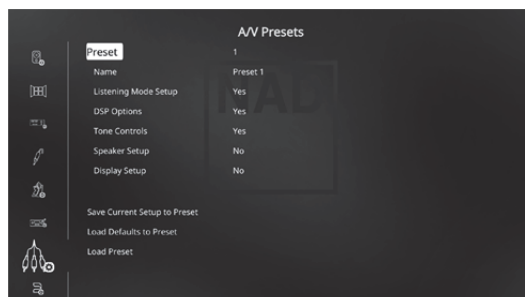 A/V Presets
Preset 1
Name Preset 1
Listening Mode Setup Yes
DSP Options Yes
Tone Controls Yes
Speaker Setup No
Display Setup No
Save Current Setup to Preset
Load Defaults to Preset
Load Preset
NAD